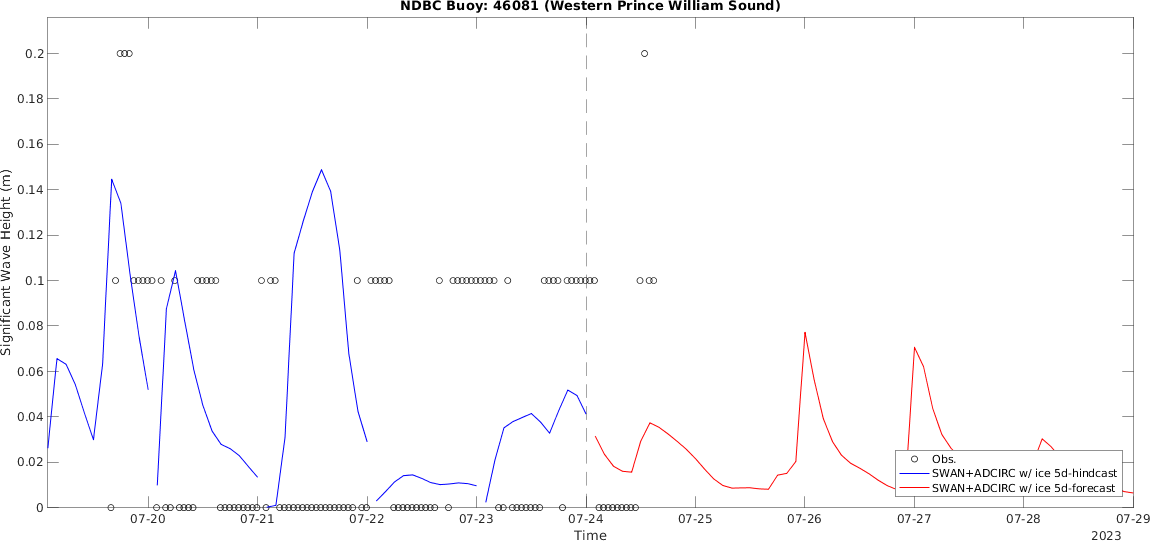 NDBC Buoy: 46081 (Western Prince William Sound)
0.2
0.18
0.16
0.14
0.12
0.1
0.08
0.06
0.04
0.02
0
Significant Wave Height (m)
07-20 07-21 07-22 07-23 07-24 07-25 07-26 07-27 07-28 07-29
Time
2023
Obs.
SWAN+ADCIRC w/ ice 5d-hindcast
SWAN+ADCIRC w/ ice 5d-forecast